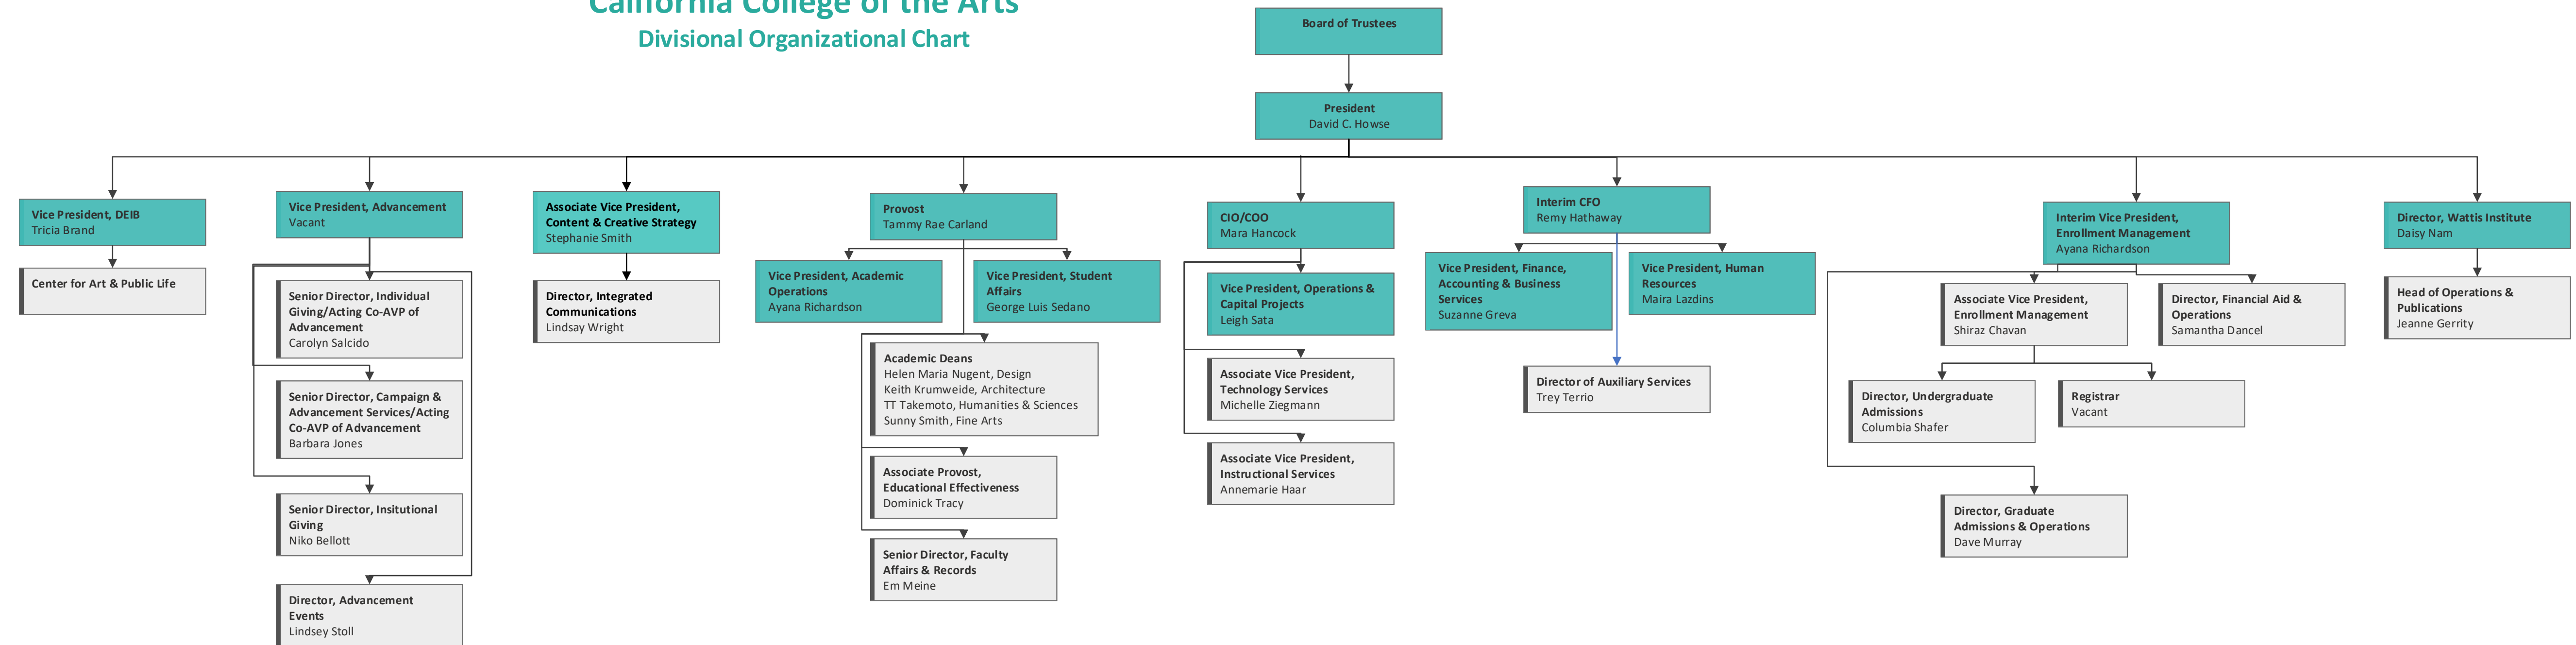 California College of the Arts
Divisional Organizational Chart
Board of Trustees
President
David C. Howse
Vice President, DEIB
Tricia Brand
Center for Art & Public Life
Vice President, Advancement
Vacant
Senior Director, Individual
Giving/Acting Co-AVP of
Advancement
Carolyn Salcido
Senior Director, Campaign &
Advancement Services/Acting
Co-AVP of Advancement
Barbara Jones
Senior Director, Insitutional
Giving
Niko Bellott
Director, Advancement
Events
Lindsey Stoll
Associate Vice President,
Content & Creative Strategy
Stephanie Smith
Director, Integrated
Communications
Lindsay Wright
Provost
Tammy Rae Carland
Vice President, Academic
Operations
Ayana Richardson
Vice President, Student
Affairs
George Luis Sedano
Academic Deans
Helen Maria Nugent, Design
Keith Krumweide, Architecture
TT Takemoto, Humanities & Sciences
Sunny Smith, Fine Arts
Associate Provost,
Educational Effectiveness
Dominick Tracy
Senior Director, Faculty
Affairs & Records
Em Meine
CIO/COO
Mara Hancock
Vice President, Operations &
Capital Projects
Leigh Sata
Associate Vice President,
Technology Services
Michelle Ziegmann
Associate Vice President,
Instructional Services
Annemarie Haar
Interim CFO
Remy Hathaway
Vice President, Finance,
Accounting & Business
Services
Suzanne Greva
Vice President, Human
Resources
Maira Lazdins
Director of Auxiliary Services
Trey Terrio
Interim Vice President,
Enrollment Management
Ayana Richardson
Associate Vice President,
Enrollment Management
Shiraz Chavan
Director, Financial Aid &
Operations
Samantha Dancel
Director, Undergraduate
Admissions
Columbia Shafer
Registrar
Vacant
Director, Graduate
Admissions & Operations
Dave Murray
Director, Wattis Institute
Daisy Nam
Head of Operations &
Publications
Jeanne Gerrity